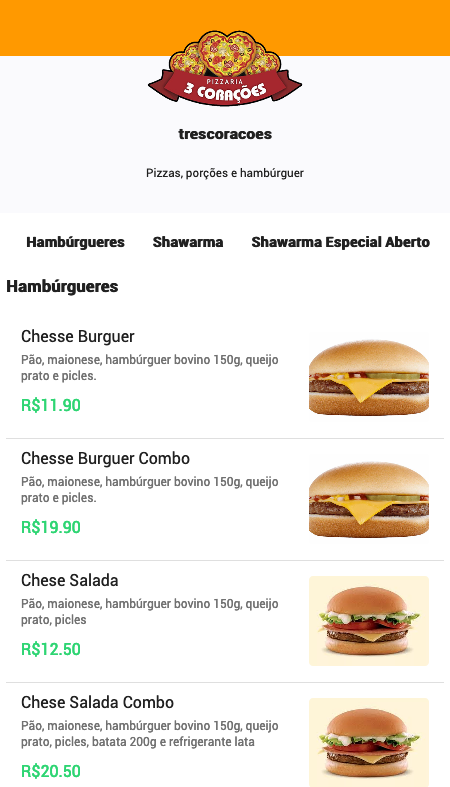 PIZZARIA
3 CORAÇÕES
trescoracoes
Pizzas, porções e hambúrguer
Hambúrgueres Shawarma Shawarma Especial Aberto
Hambúrgueres
Chesse Burguer
Pão, maionese, hambúrguer bovino 150g, queijo
prato e picles.
R$11.90
Chesse Burguer Combo
Pão, maionese, hambúrguer bovino 150g, queijo
prato e picles.
R$19.90
Chese Salada
Pão, maionese, hambúrguer bovino 150g, queijo
prato, picles
R$12.50
Chese Salada Combo
Pão, maionese, hambúrguer bovino 150g, queijo
prato, picles, batata 200g e refrigerante lata
R$20.50